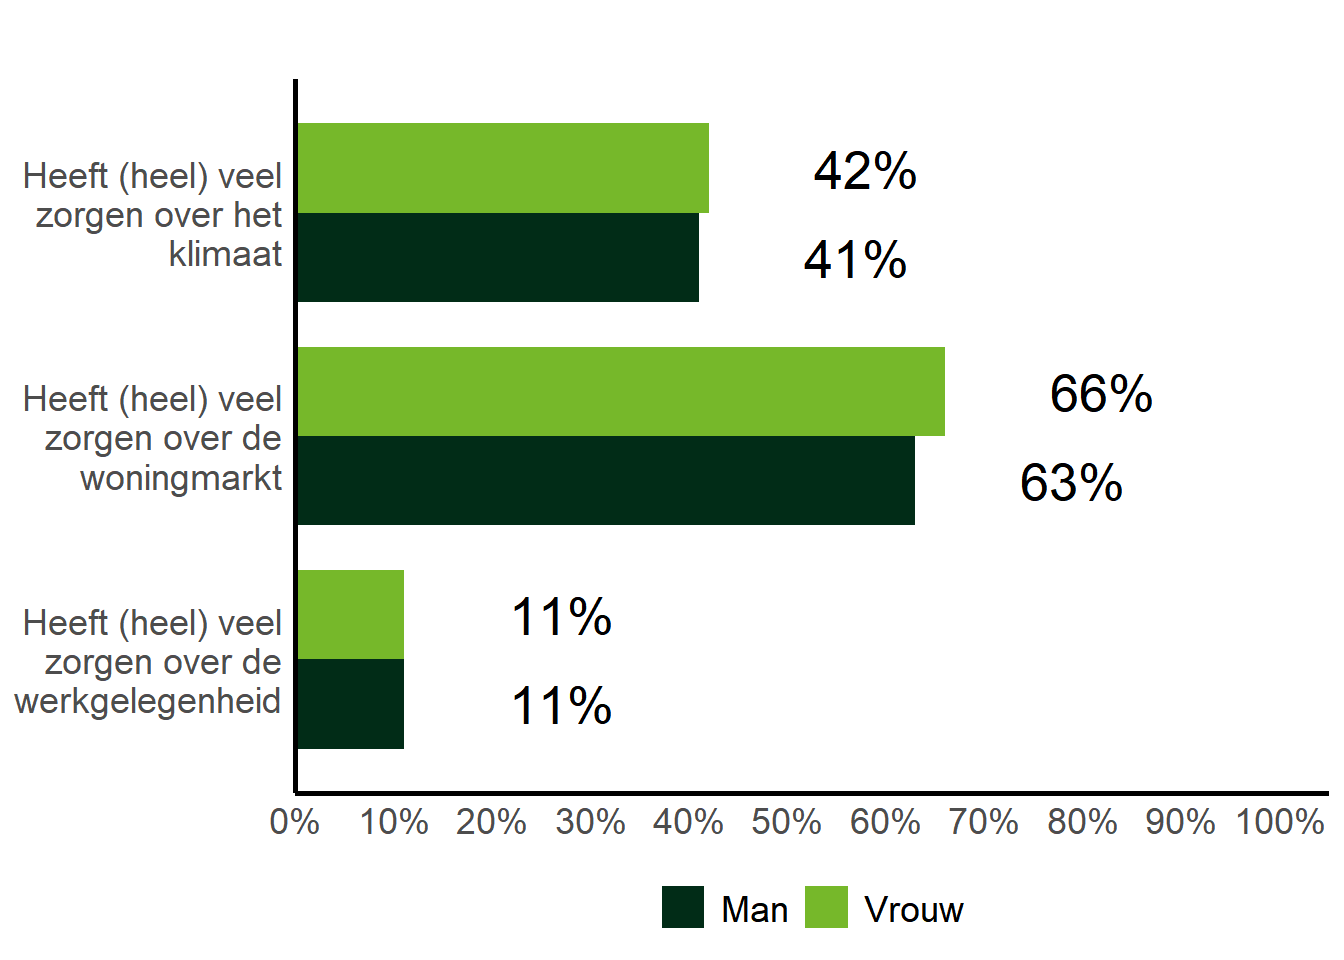 Heeft (heel) veel
zorgen over het
klimaat
42%
41%
Heeft (heel) veel
zorgen over de
woningmarkt
66%
63%
Heeft (heel) veel
zorgen over de
werkgelegenheid
11%
11%
0% 10% 20% 30% 40% 50% 60% 70% 80% 90% 100%
Man Vrouw